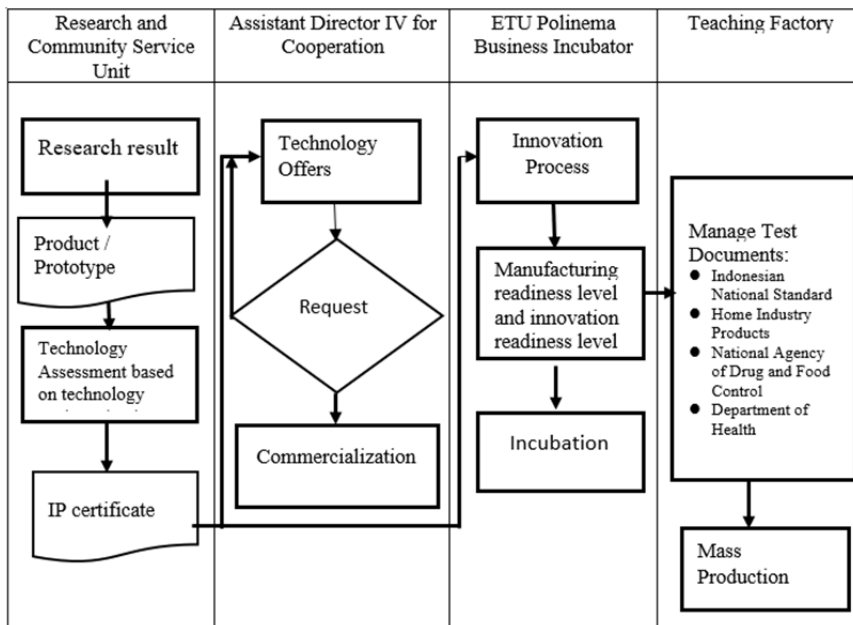 Research and
Community Service
Unit
Assistant Director IV for
Cooperation
ETU Polinema
Business Incubator
Teaching Factory
Research result
Product /
Prototype
Technology
Assessment based
on technology
IP certificate
Technology
Offers
Request
Commercialization
Innovation
Process
Manufacturing
readiness level
and innovation
readiness level
Incubation
Manage Test
Documents:
● Indonesian
National Standard
● Home Industry
Products
● National Agency
of Drug and Food
Control
● Department of
Health
Mass
Production